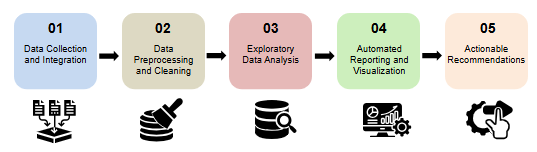 01
Data Collection
and Integration
02
Data
Preprocessing
and Cleaning
03
Exploratory
Data Analysis
04
Automated
Reporting and
Visualization
05
Actionable
Recommendations